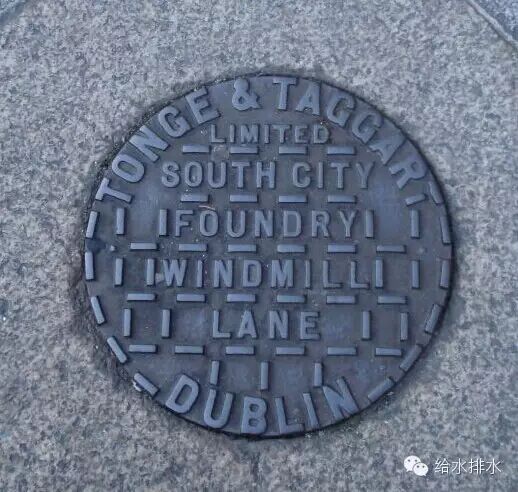 TONGE & TAGGART
LIMITED
SOUTH CITY
FOUNDRY
WINDMILL
LANE
DUBLIN
给水排水